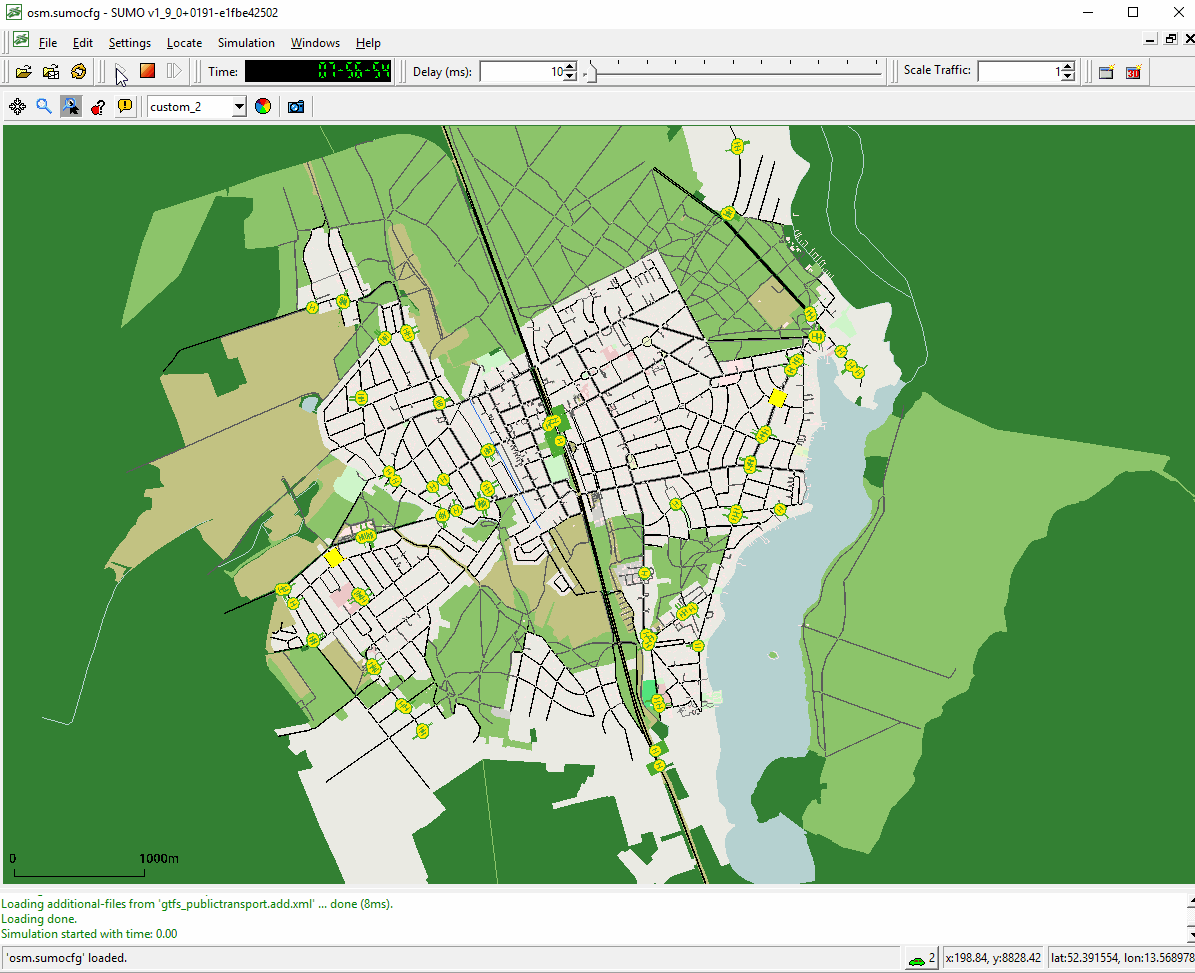 osm.sumocfg - SUMO v1_9_0+0191-e1fbe42502
File Edit Settings Locate Simulation Windows Help
Time: 07-56-54 Delay (ms): 10 Scale Traffic: 1
custom_2
0 1000m
Loading additional-files from 'gtfs_publictransport.add.xml' ... done (8ms).
Loading done.
Simulation started with time: 0.00
'osm.sumocfg' loaded. 2 x:198.84, y:8828.42 lat:52.391554, lon:13.568978